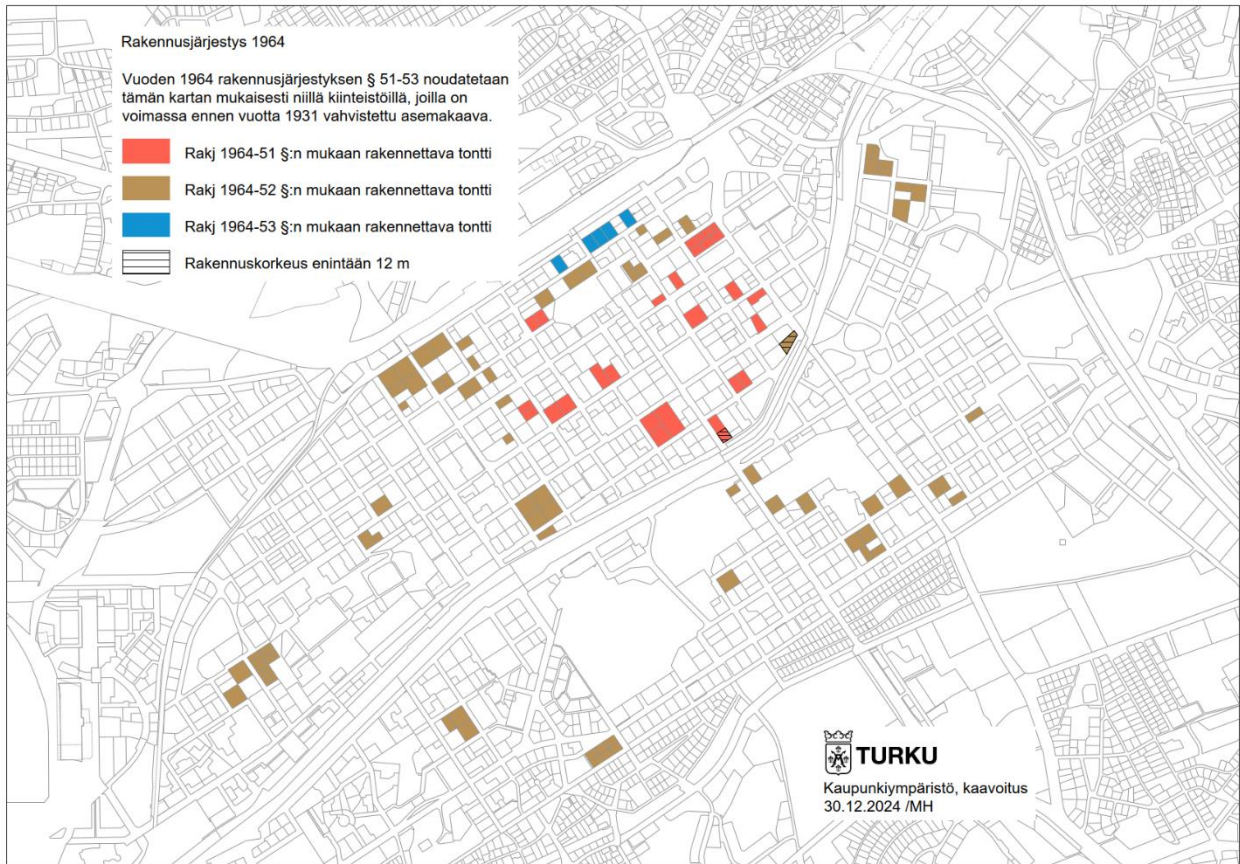 Rakennusjärjestys 1964
Vuoden 1964 rakennusjärjestyksen § 51-53 noudatetaan
tämän kartan mukaisesti niillä kiinteistöillä, joilla on
voimassa ennen vuotta 1931 vahvistettu asemakaava.
Rakj 1964-51 §:n mukaan rakennettava tontti
Rakj 1964-52 §:n mukaan rakennettava tontti
Rakj 1964-53 §:n mukaan rakennettava tontti
Rakennuskorkeus enintään 12 m
TURKU
Kaupunkiympäristö, kaavoitus
30.12.2024 /MH